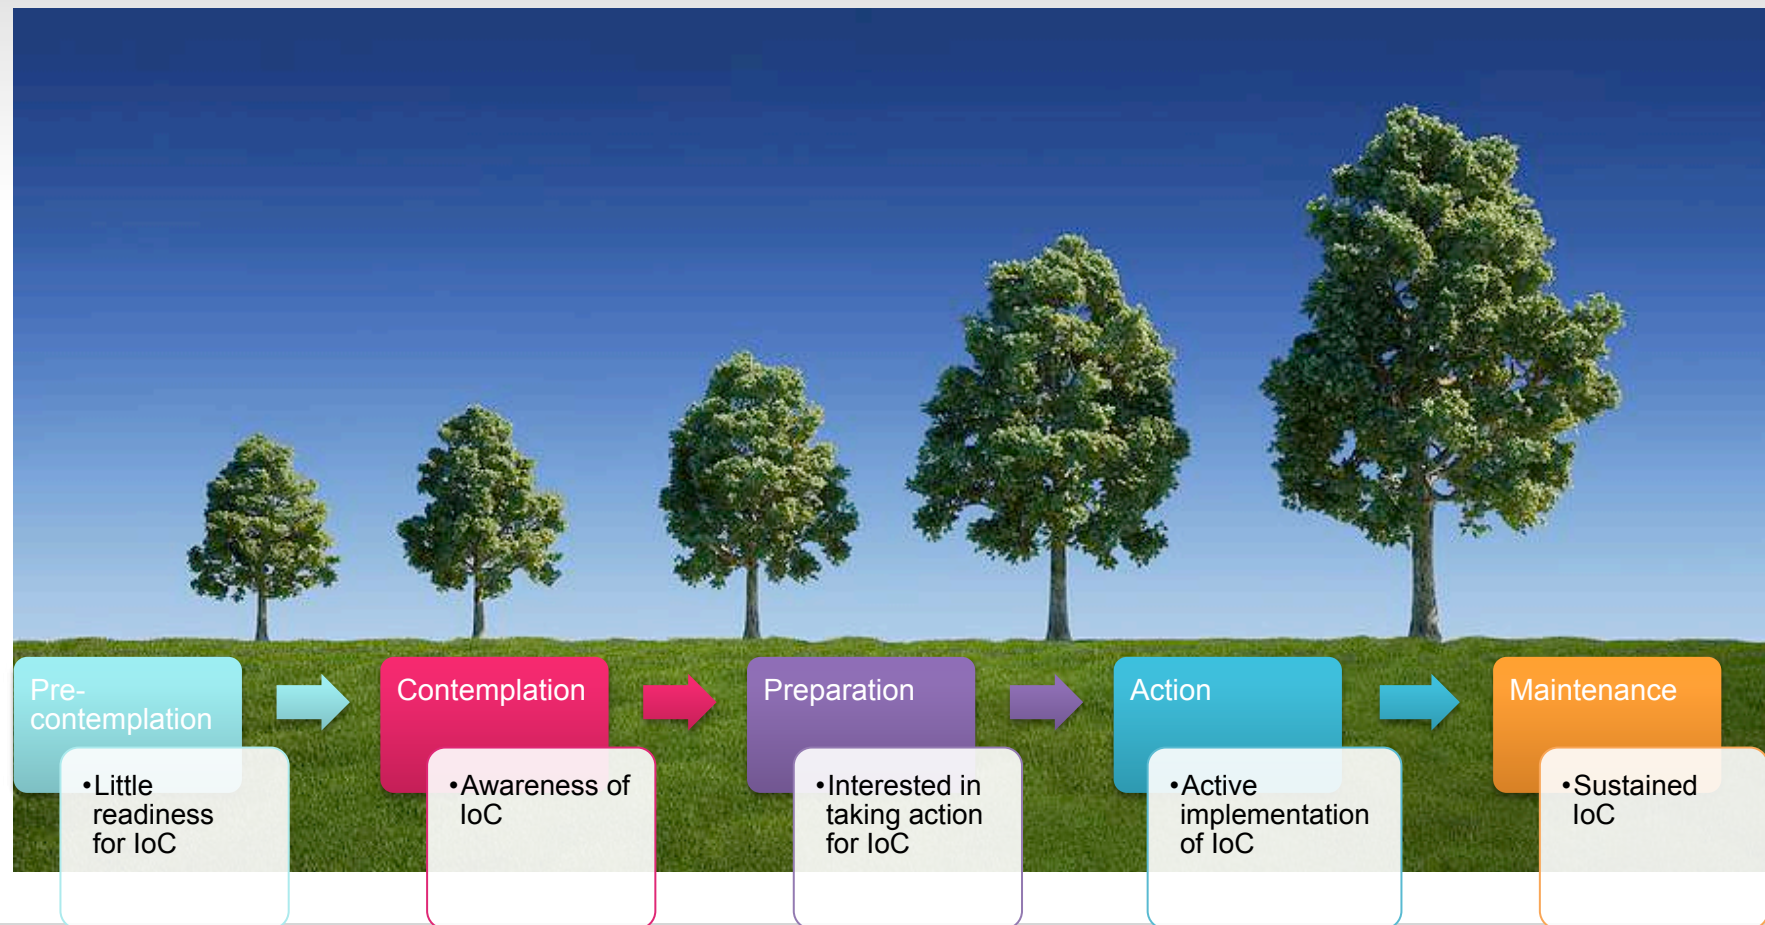 Pre-
contemplation
•Little
readiness
for IoC
Contemplation
•Awareness of
IoC
Preparation
•Interested in
taking action
for IoC
Action
•Active
implementation
of IoC
Maintenance
•Sustained
IoC